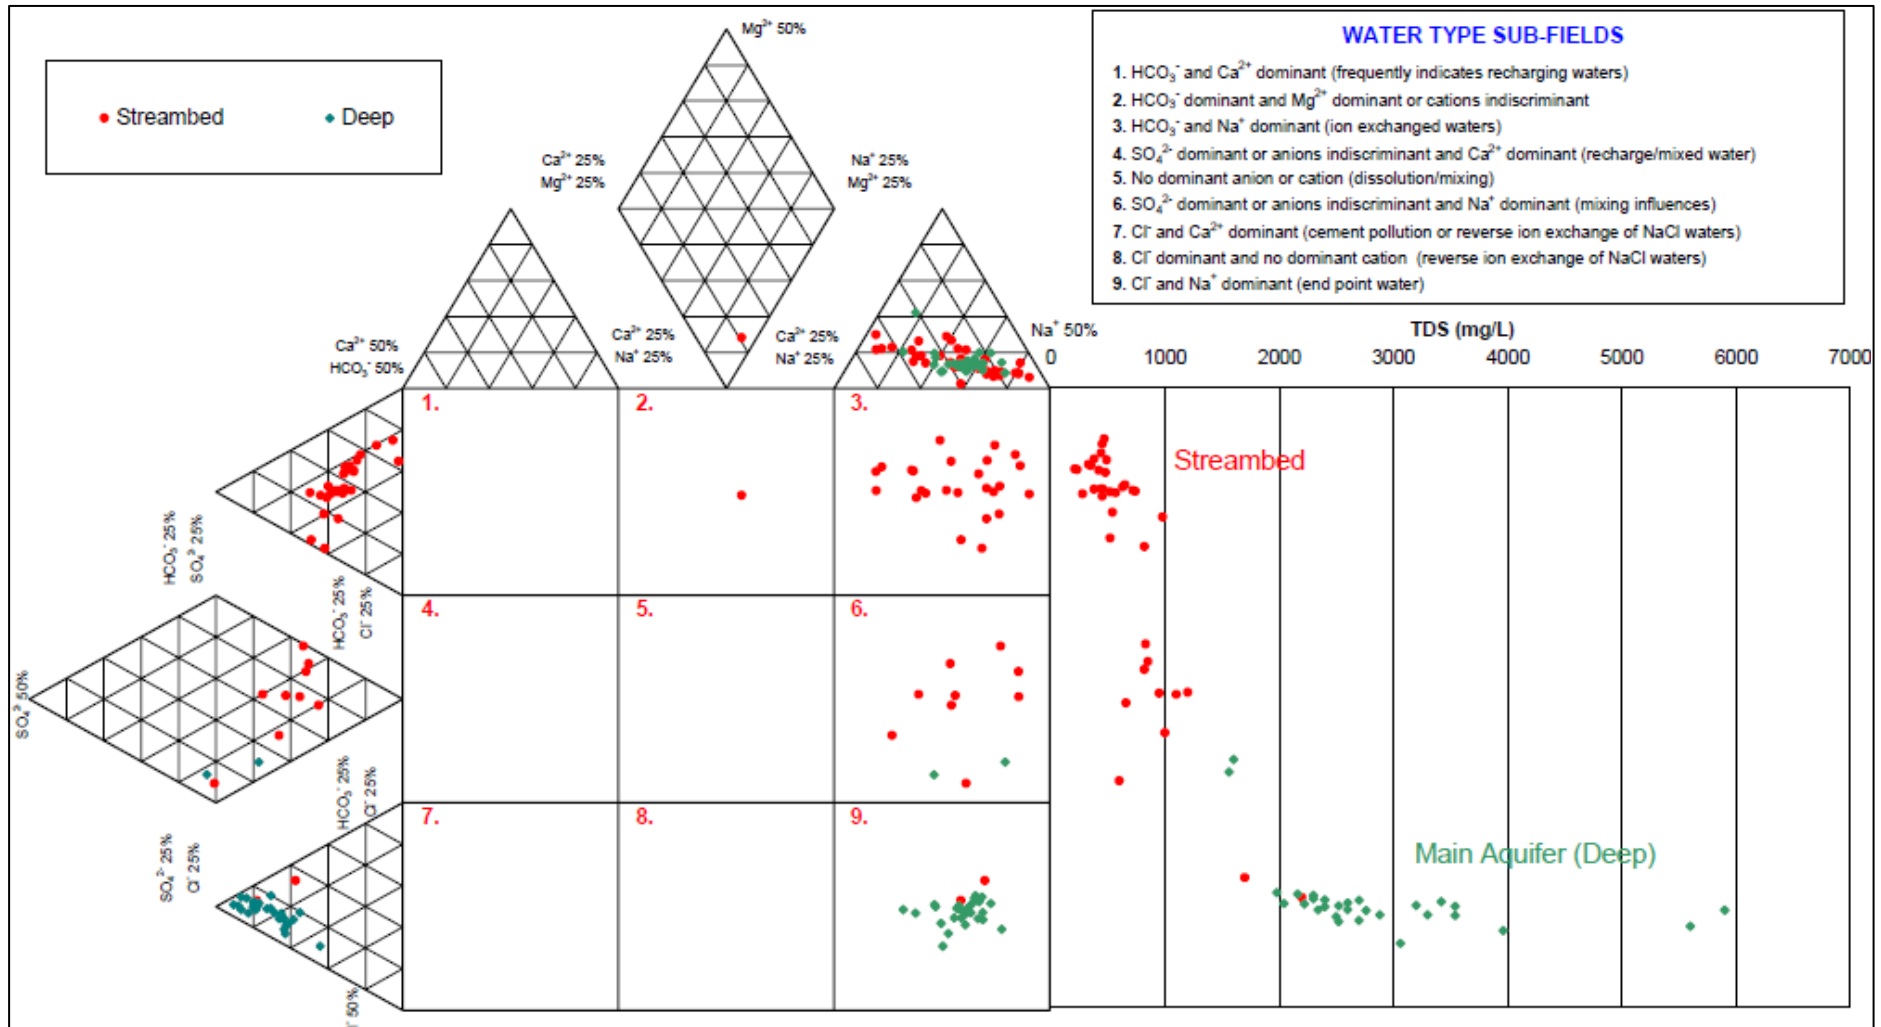 Mg²⁺ 50%
WATER TYPE SUB-FIELDS
1. HCO₃⁻ and Ca²⁺ dominant (frequently indicates recharging waters)
2. HCO₃⁻ dominant and Mg²⁺ dominant or cations indiscriminant
3. HCO₃⁻ and Na⁺ dominant (ion exchanged waters)
4. SO₄²⁻ dominant or anions indiscriminant and Ca²⁺ dominant (recharge/mixed water)
5. No dominant anion or cation (dissolution/mixing)
6. SO₄²⁻ dominant or anions indiscriminant and Na⁺ dominant (mixing influences)
7. Cl⁻ and Ca²⁺ dominant (cement pollution or reverse ion exchange of NaCl waters)
8. Cl⁻ dominant and no dominant cation (reverse ion exchange of NaCl waters)
9. Cl⁻ and Na⁺ dominant (end point water)
Streambed Deep
Ca²⁺ 25%
Mg²⁺ 25%
Na⁺ 25%
Mg²⁺ 25%
Ca²⁺ 50%
HCO₃⁻ 50%
Ca²⁺ 25%
Na⁺ 25%
Ca²⁺ 25%
Na⁺ 25%
Na⁺ 50%
TDS (mg/L)
0 1000 2000 3000 4000 5000 6000 7000
1. 2. 3.
Streambed
HCO₃⁻ 25%
SO₄²⁻ 25%
HCO₃⁻ 25%
Cl⁻ 25%
4. 5. 6.
SO₄²⁻ 50%
HCO₃⁻ 25%
Cl⁻ 25%
7. 8. 9.
SO₄²⁻ 25%
Cl⁻ 25%
Main Aquifer (Deep)
50%